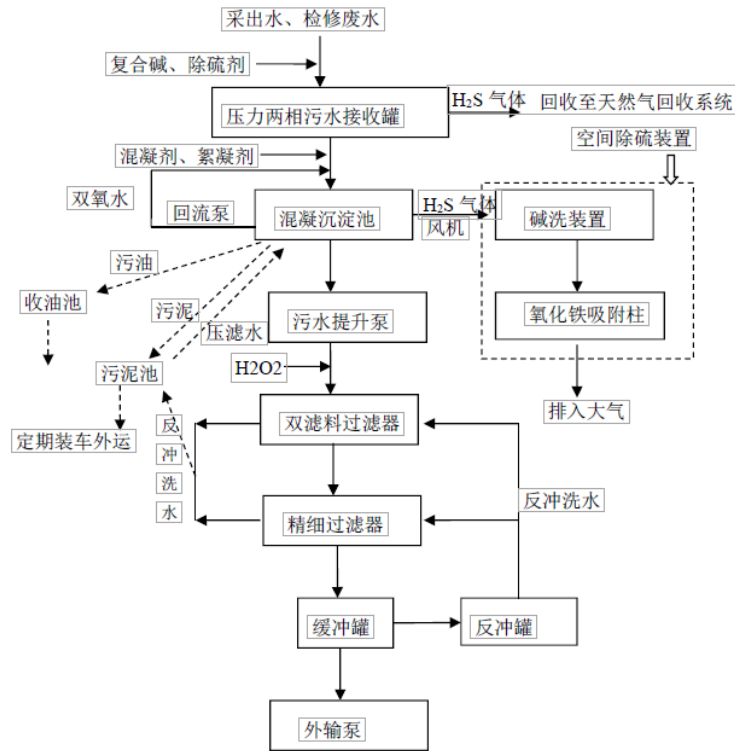 采出水、检修废水
复合碱、除硫剂
压力两相污水接收罐
H₂S 气体
回收至天然气回收系统
混凝剂、絮凝剂
空间除硫装置
双氧水
回流泵
混凝沉淀池
H₂S 气体
风机
碱洗装置
污油
收油池
污泥
压滤水
污水提升泵
氧化铁吸附柱
H2O2
污泥池
排入大气
定期装车外运
反冲洗水
双滤料过滤器
精细过滤器
反冲洗水
缓冲罐
反冲罐
外输泵